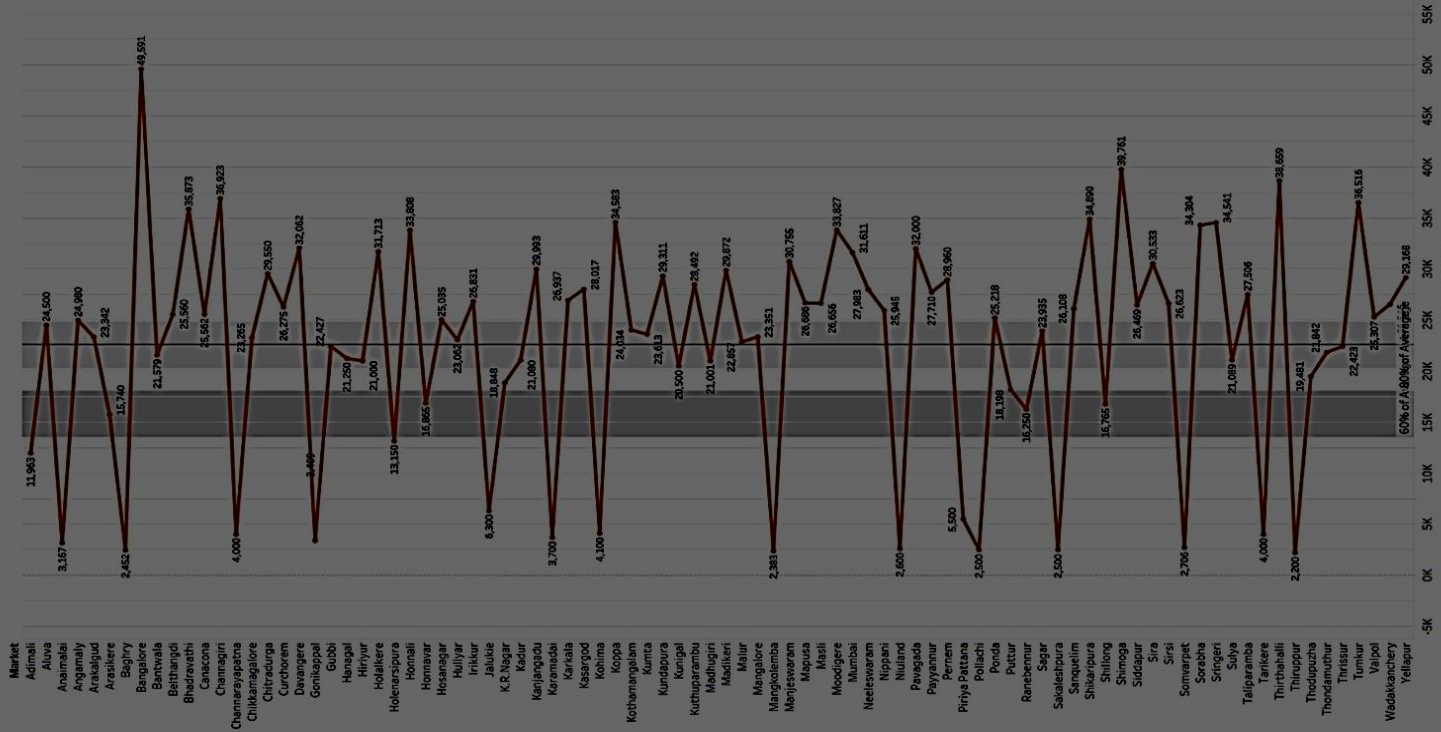 55K
50K
45K
40K
35K
30K
25K
20K
15K
10K
5K
0K
-5K
60% of
80% of Average
11,963
24,500
3,167
24,980
23,342
15,740
2,452
49,591
21,579
25,560
35,873
25,562
36,923
4,000
23,265
29,550
26,275
32,062
22,427
21,250
21,000
31,713
13,150
33,808
16,865
25,035
23,062
26,831
6,300
18,848
21,080
29,993
3,700
26,937
28,017
4,100
34,583
24,034
23,613
29,311
20,500
28,492
21,001
29,872
22,857
23,351
2,383
30,755
26,686
26,656
33,827
31,611
27,983
25,945
2,600
32,000
27,710
28,960
5,500
2,500
25,218
18,198
16,250
23,935
2,500
26,108
34,890
16,765
39,761
26,469
30,533
26,623
2,706
34,304
34,541
21,089
27,506
4,000
38,659
2,200
19,481
21,842
22,423
36,516
25,307
29,168
Market
Adimali
Aluva
Anaimalai
Angamaly
Arakalgud
Arasikere
Baghry
Bangalore
Bantwala
Belthangdi
Bhadravathi
Canacona
Channagiri
Channarayapatna
Chikkamagalore
Chitradurga
Curchorem
Davangere
Gonikappal
Gubbi
Hanagal
Hiriyur
Holalkere
Holenarsipura
Honnali
Honnavar
Hosanagar
Huliyar
Irikkur
Jalukie
K.R.Nagar
Kadur
Kanjangadu
Karamadai
Karkala
Kasargod
Kohima
Koppa
Kothamangalam
Kumta
Kundapura
Kunigal
Kuthuparambu
Madhugiri
Madikeri
Malur
Mangalore
Mangkolemba
Manjeswaram
Mapusa
Masli
Moodigere
Mumbai
Neeleswaram
Nippani
Niuland
Pavagada
Payyannur
Pernem
Piriya Pattana
Pollachi
Ponda
Puttur
Ranebennur
Sagar
Sakaleshpura
Sanquelim
Shikaripura
Shillong
Shimoga
Siddapur
Sira
Sirsi
Somvarpet
Sorabha
Sringeri
Sulya
Taliparamba
Tarikere
Thirthahalli
Thiruppur
Thodupuzha
Thondamuthur
Thrissur
Tumkur
Valpoi
Wadakkanchery
Yellapur